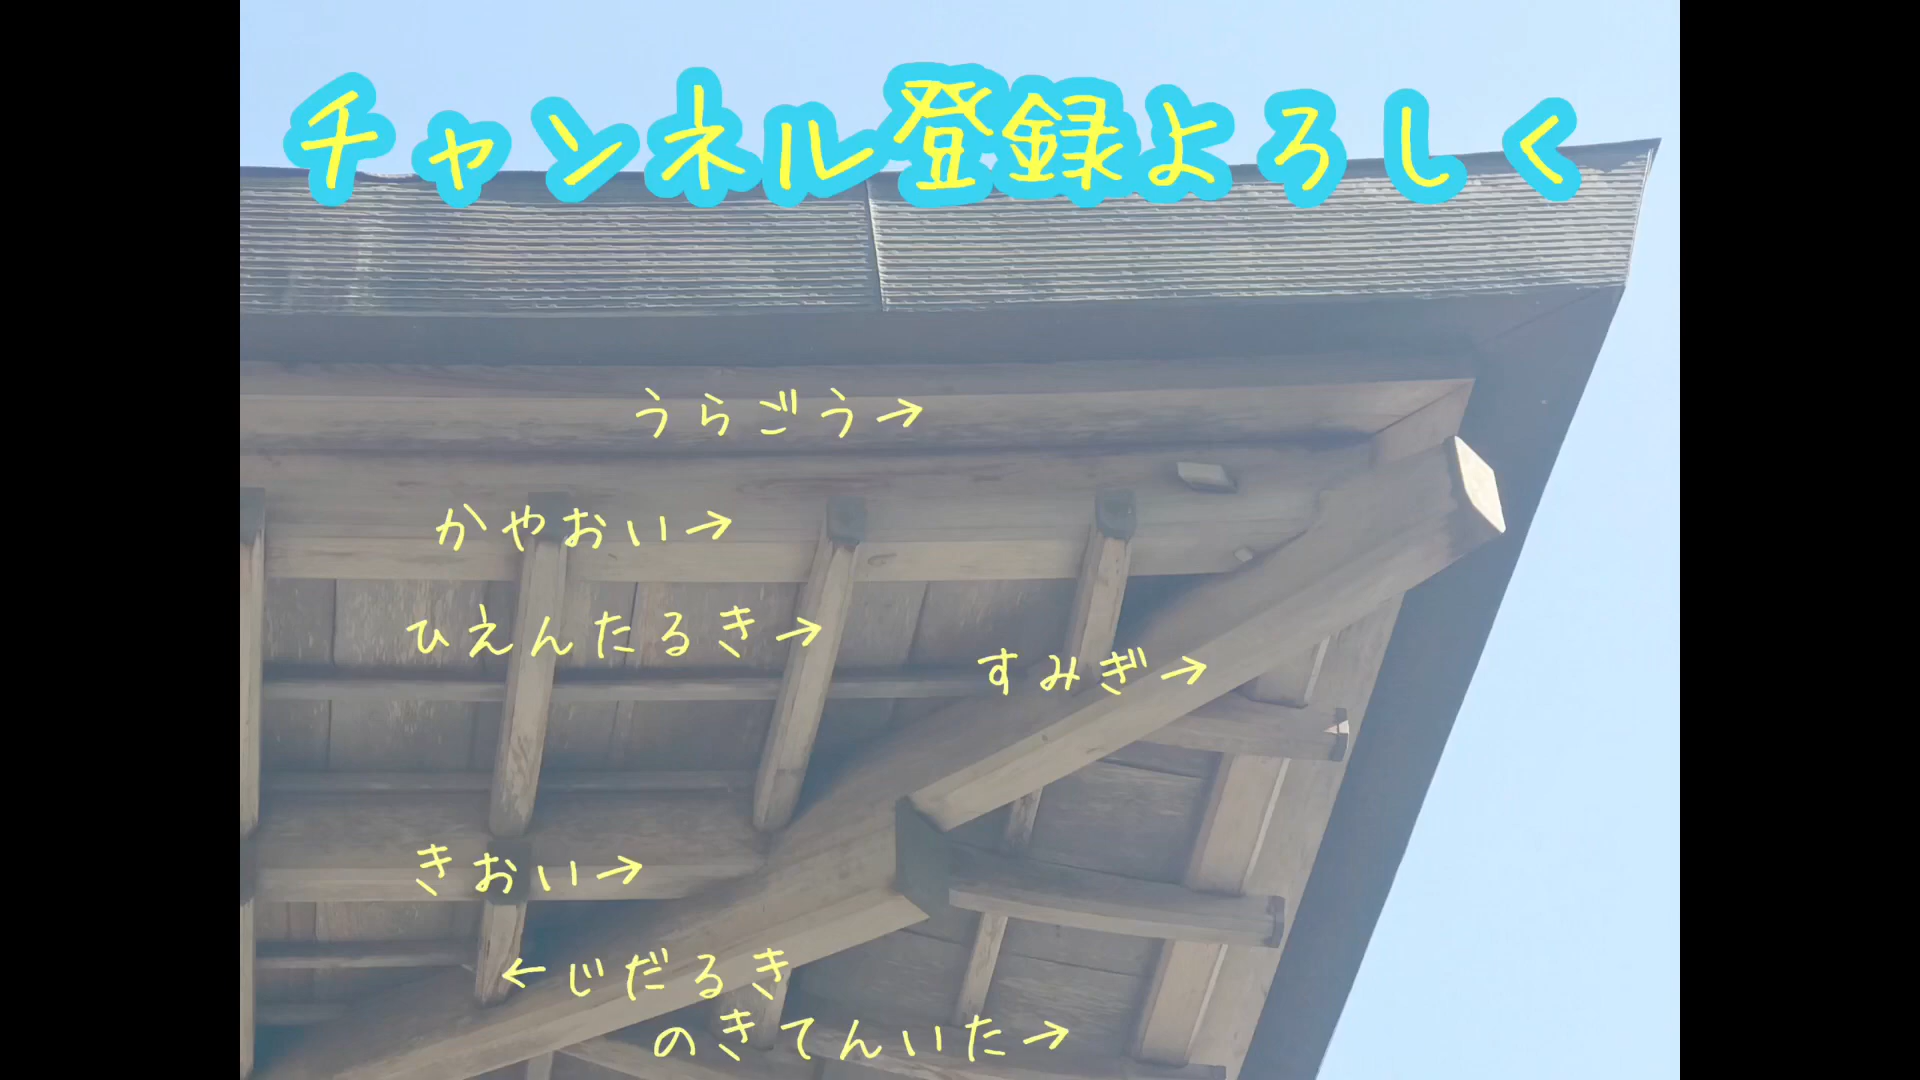 チャンネル登録よろしく
うらごう→
かやおい→
ひえんたるき→
すみぎ→
きおい→
←じだるき
のきてんいた→